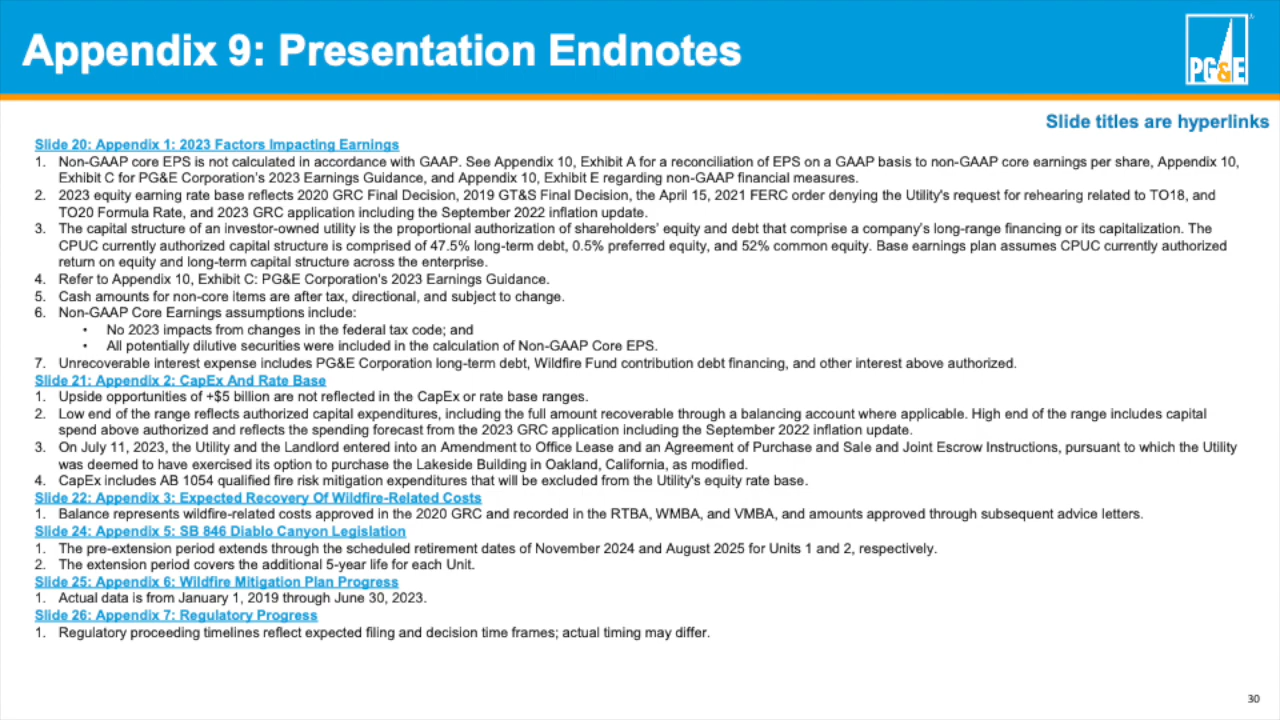 Appendix 9: Presentation Endnotes
PG&E
Slide titles are hyperlinks
Slide 20: Appendix 1: 2023 Factors Impacting Earnings
1. Non-GAAP core EPS is not calculated in accordance with GAAP. See Appendix 10, Exhibit A for a reconciliation of EPS on a GAAP basis to non-GAAP core earnings per share, Appendix 10,
Exhibit C for PG&E Corporation's 2023 Earnings Guidance, and Appendix 10, Exhibit E regarding non-GAAP financial measures.
2. 2023 equity earning rate base reflects 2020 GRC Final Decision, 2019 GT&S Final Decision, the April 15, 2021 FERC order denying the Utility's request for rehearing related to TO18, and
TO20 Formula Rate, and 2023 GRC application including the September 2022 inflation update.
3. The capital structure of an investor-owned utility is the proportional authorization of shareholders' equity and debt that comprise a company's long-range financing or its capitalization. The
CPUC currently authorized capital structure is comprised of 47.5% long-term debt, 0.5% preferred equity, and 52% common equity. Base earnings plan assumes CPUC currently authorized
return on equity and long-term capital structure across the enterprise.
4. Refer to Appendix 10, Exhibit C: PG&E Corporation's 2023 Earnings Guidance.
5. Cash amounts for non-core items are after tax, directional, and subject to change.
6. Non-GAAP Core Earnings assumptions include:
• No 2023 impacts from changes in the federal tax code; and
• All potentially dilutive securities were included in the calculation of Non-GAAP Core EPS.
7. Unrecoverable interest expense includes PG&E Corporation long-term debt, Wildfire Fund contribution debt financing, and other interest above authorized.
Slide 21: Appendix 2: CapEx And Rate Base
1. Upside opportunities of +$5 billion are not reflected in the CapEx or rate base ranges.
2. Low end of the range reflects authorized capital expenditures, including the full amount recoverable through a balancing account where applicable. High end of the range includes capital
spend above authorized and reflects the spending forecast from the 2023 GRC application including the September 2022 inflation update.
3. On July 11, 2023, the Utility and the Landlord entered into an Amendment to Office Lease and an Agreement of Purchase and Sale and Joint Escrow Instructions, pursuant to which the Utility
was deemed to have exercised its option to purchase the Lakeside Building in Oakland, California, as modified.
4. CapEx includes AB 1054 qualified fire risk mitigation expenditures that will be excluded from the Utility's equity rate base.
Slide 22: Appendix 3: Expected Recovery Of Wildfire-Related Costs
1. Balance represents wildfire-related costs approved in the 2020 GRC and recorded in the RTBA, WMBA, and VMBA, and amounts approved through subsequent advice letters.
Slide 24: Appendix 5: SB 846 Diablo Canyon Legislation
1. The pre-extension period extends through the scheduled retirement dates of November 2024 and August 2025 for Units 1 and 2, respectively.
2. The extension period covers the additional 5-year life for each Unit.
Slide 25: Appendix 6: Wildfire Mitigation Plan Progress
1. Actual data is from January 1, 2019 through June 30, 2023.
Slide 26: Appendix 7: Regulatory Progress
1. Regulatory proceeding timelines reflect expected filing and decision time frames; actual timing may differ.
30